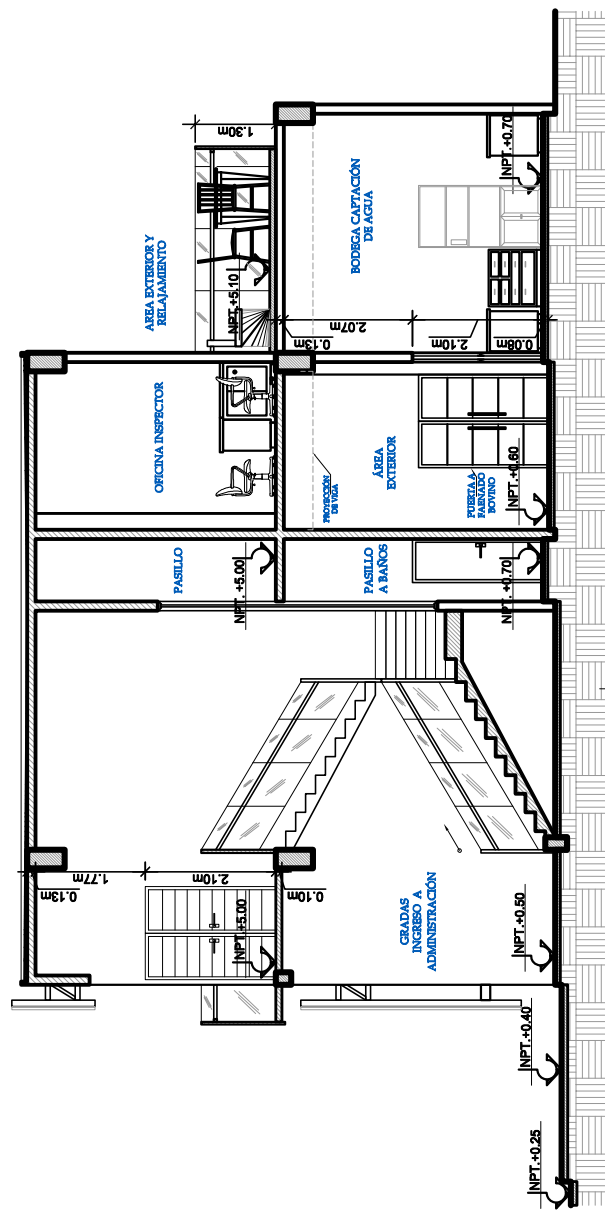 AREA EXTERIOR Y
RELAJAMIENTO
1.30m
NPT.+5.10
OFICINA INSPECTOR
PASILLO
NPT. +5.00
0.13m
1.77m
2.10m
0.10m
NPT.+5.00
BODEGA CAPTACIÓN
DE AGUA
NPT.+0.70
0.13m
2.07m
2.10m
0.08m
PROYECCIÓN
DE VIGA
ÁREA
EXTERIOR
PUERTA A
FAENADO
BOVINO
NPT.+0.60
PASILLO
A BAÑOS
NPT. +0.70
GRADAS
INGRESO A
ADMINISTRACIÓN
NPT.+0.50
NPT.+0.40
NPT.+0.25